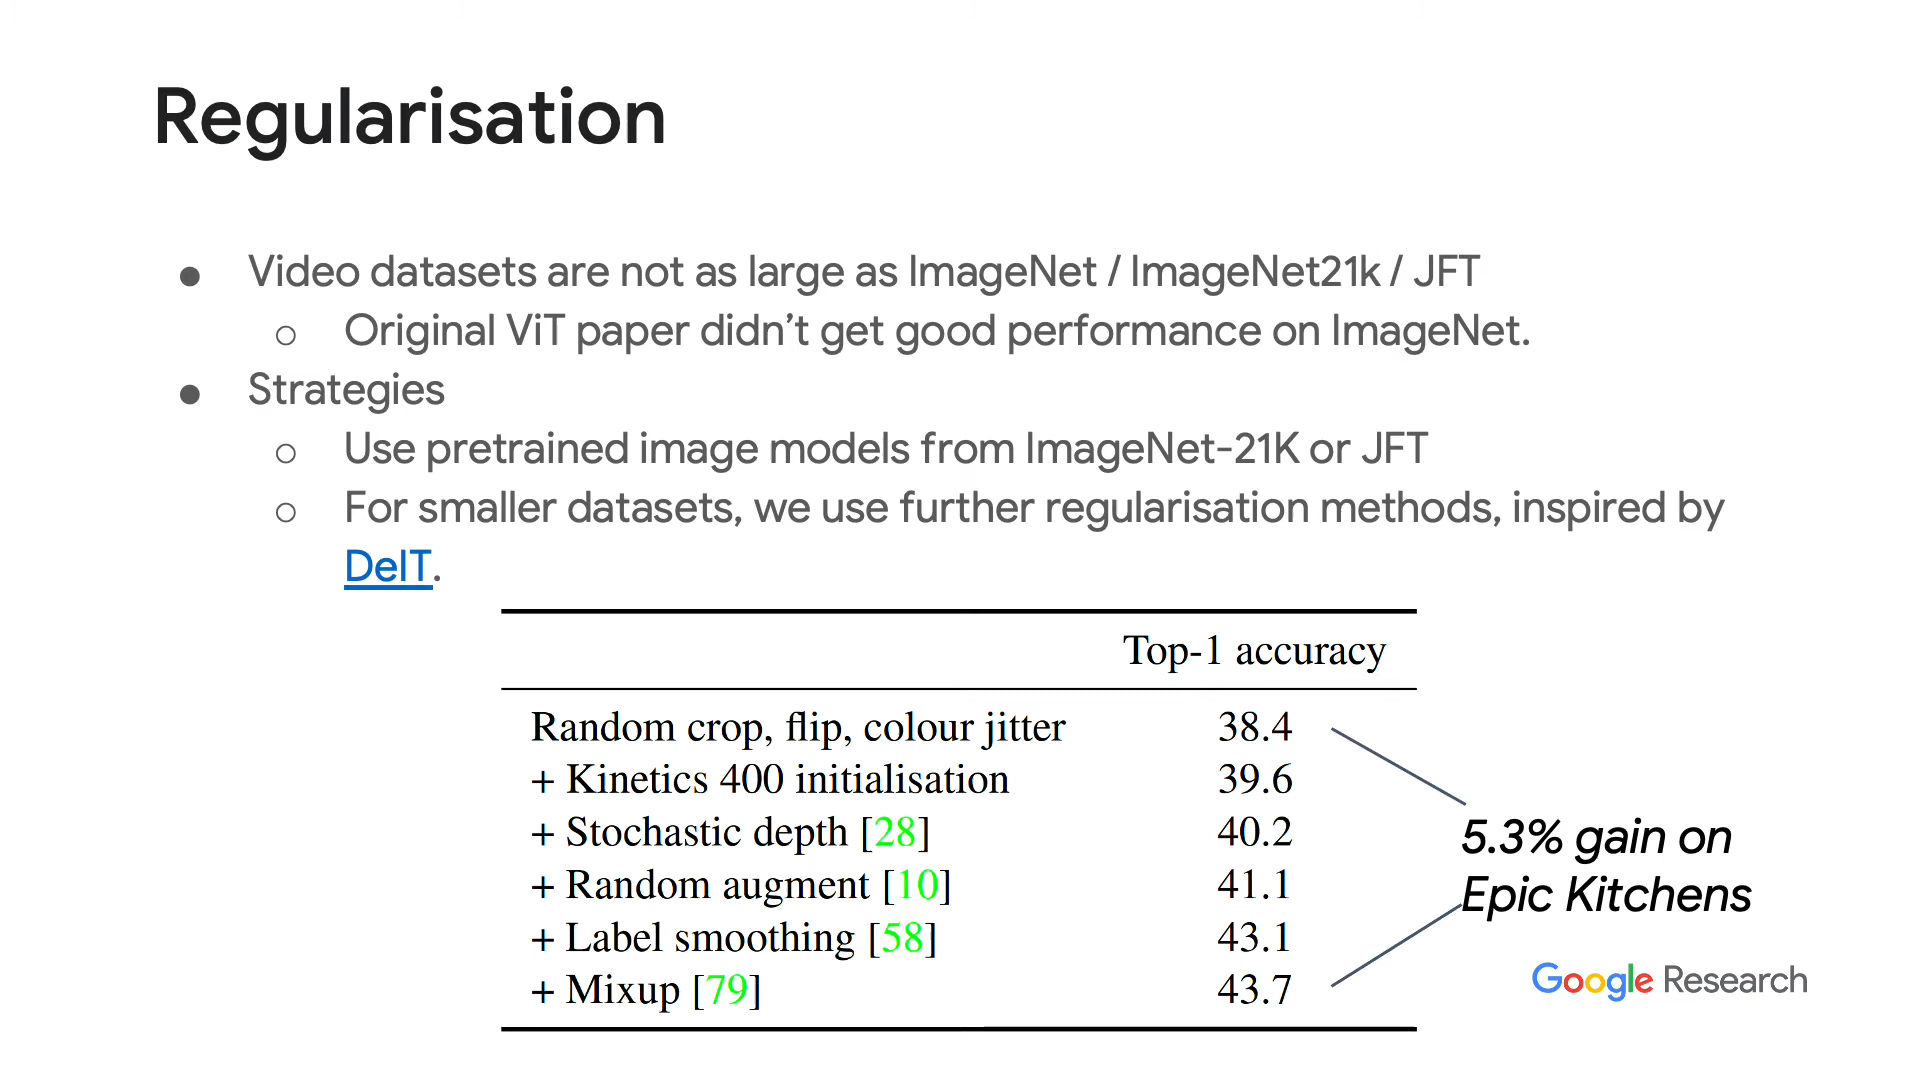 Regularisation
● Video datasets are not as large as ImageNet / ImageNet21k / JFT
○ Original ViT paper didn’t get good performance on ImageNet.
● Strategies
○ Use pretrained image models from ImageNet-21K or JFT
○ For smaller datasets, we use further regularisation methods, inspired by
DeIT.
Top-1 accuracy
Random crop, flip, colour jitter 38.4
+ Kinetics 400 initialisation 39.6
+ Stochastic depth [28] 40.2
+ Random augment [10] 41.1
+ Label smoothing [58] 43.1
+ Mixup [79] 43.7
5.3% gain on
Epic Kitchens
Google Research